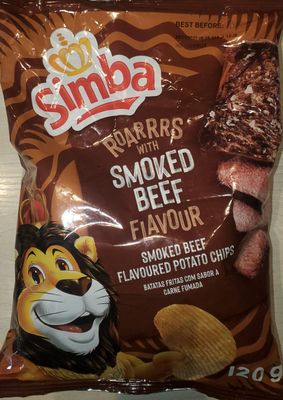 BEST BEFORE:
Simba
ROARRRS
WITH
SMOKED
BEEF
FLAVOUR
SMOKED BEEF
FLAVOURED POTATO CHIPS
BATATAS FRITAS COM SABOR A
CARNE FUMADA
120g